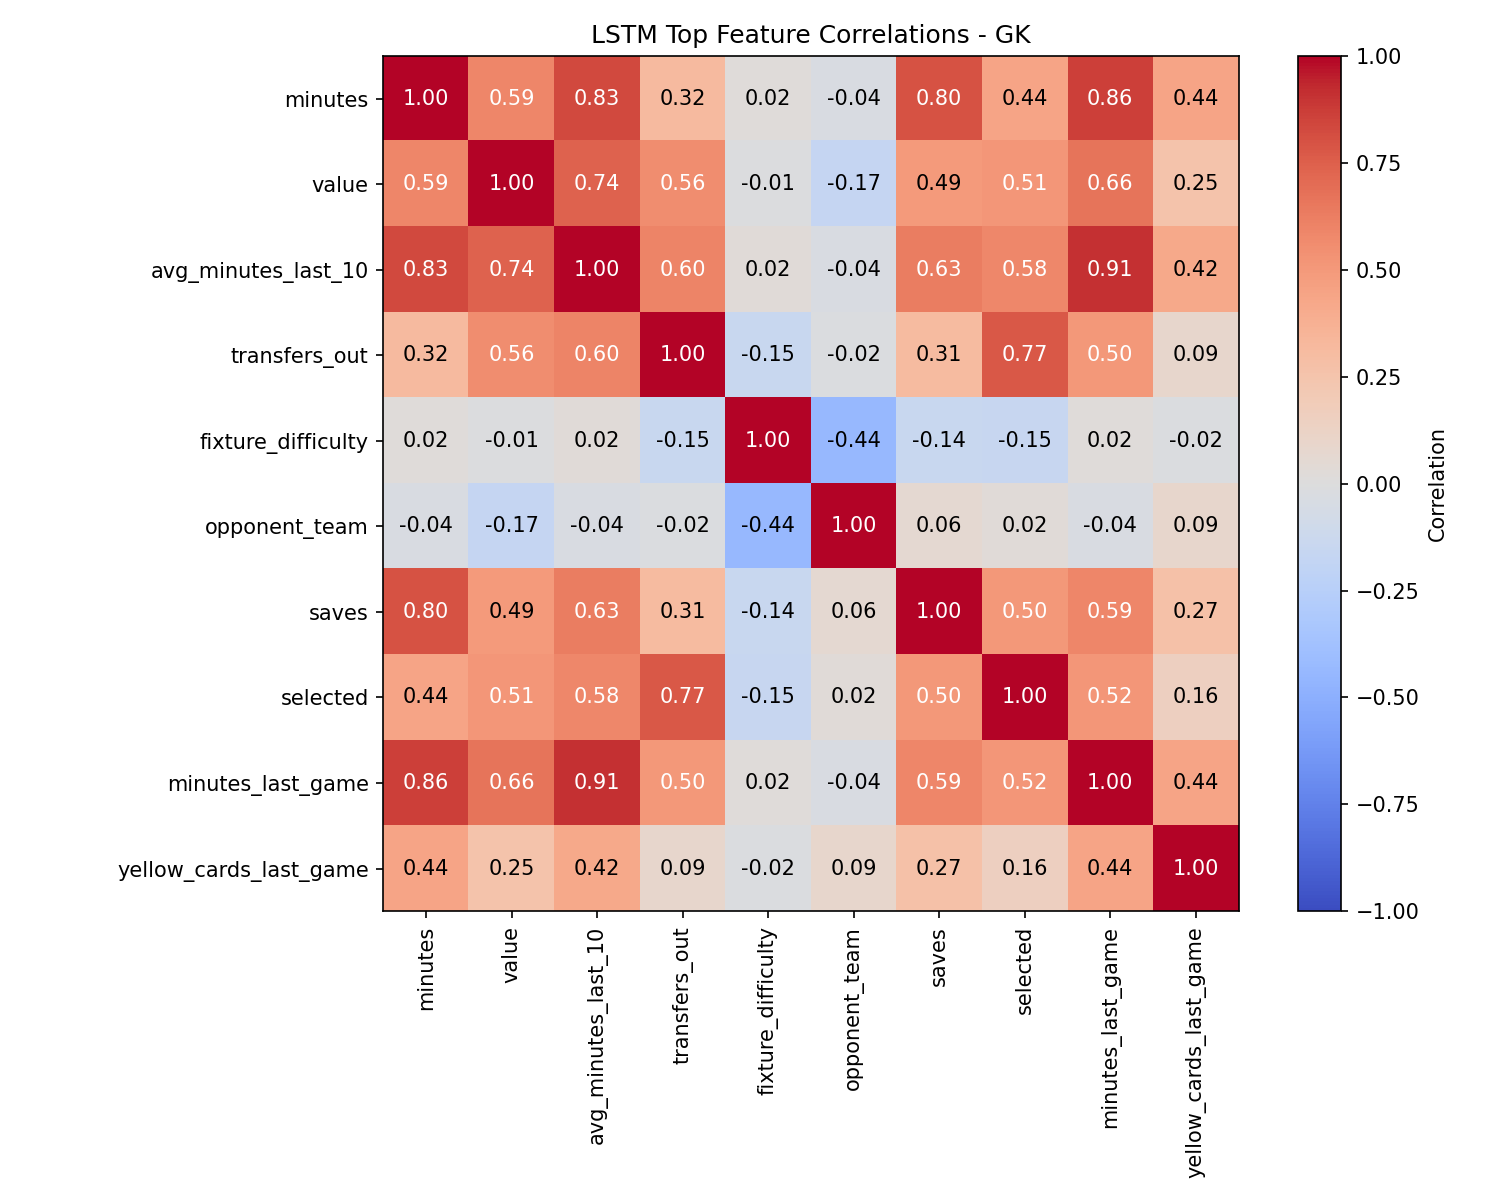 LSTM Top Feature Correlations - GK
minutes 1.00 0.59 0.83 0.32 0.02 -0.04 0.80 0.44 0.86 0.44
value 0.59 1.00 0.74 0.56 -0.01 -0.17 0.49 0.51 0.66 0.25
avg_minutes_last_10 0.83 0.74 1.00 0.60 0.02 -0.04 0.63 0.58 0.91 0.42
transfers_out 0.32 0.56 0.60 1.00 -0.15 -0.02 0.31 0.77 0.50 0.09
fixture_difficulty 0.02 -0.01 0.02 -0.15 1.00 -0.44 -0.14 -0.15 0.02 -0.02
opponent_team -0.04 -0.17 -0.04 -0.02 -0.44 1.00 0.06 0.02 -0.04 0.09
saves 0.80 0.49 0.63 0.31 -0.14 0.06 1.00 0.50 0.59 0.27
selected 0.44 0.51 0.58 0.77 -0.15 0.02 0.50 1.00 0.52 0.16
minutes_last_game 0.86 0.66 0.91 0.50 0.02 -0.04 0.59 0.52 1.00 0.44
yellow_cards_last_game 0.44 0.25 0.42 0.09 -0.02 0.09 0.27 0.16 0.44 1.00
minutes
value
avg_minutes_last_10
transfers_out
fixture_difficulty
opponent_team
saves
selected
minutes_last_game
yellow_cards_last_game
1.00
0.75
0.50
0.25
0.00
−0.25
−0.50
−0.75
−1.00
Correlation